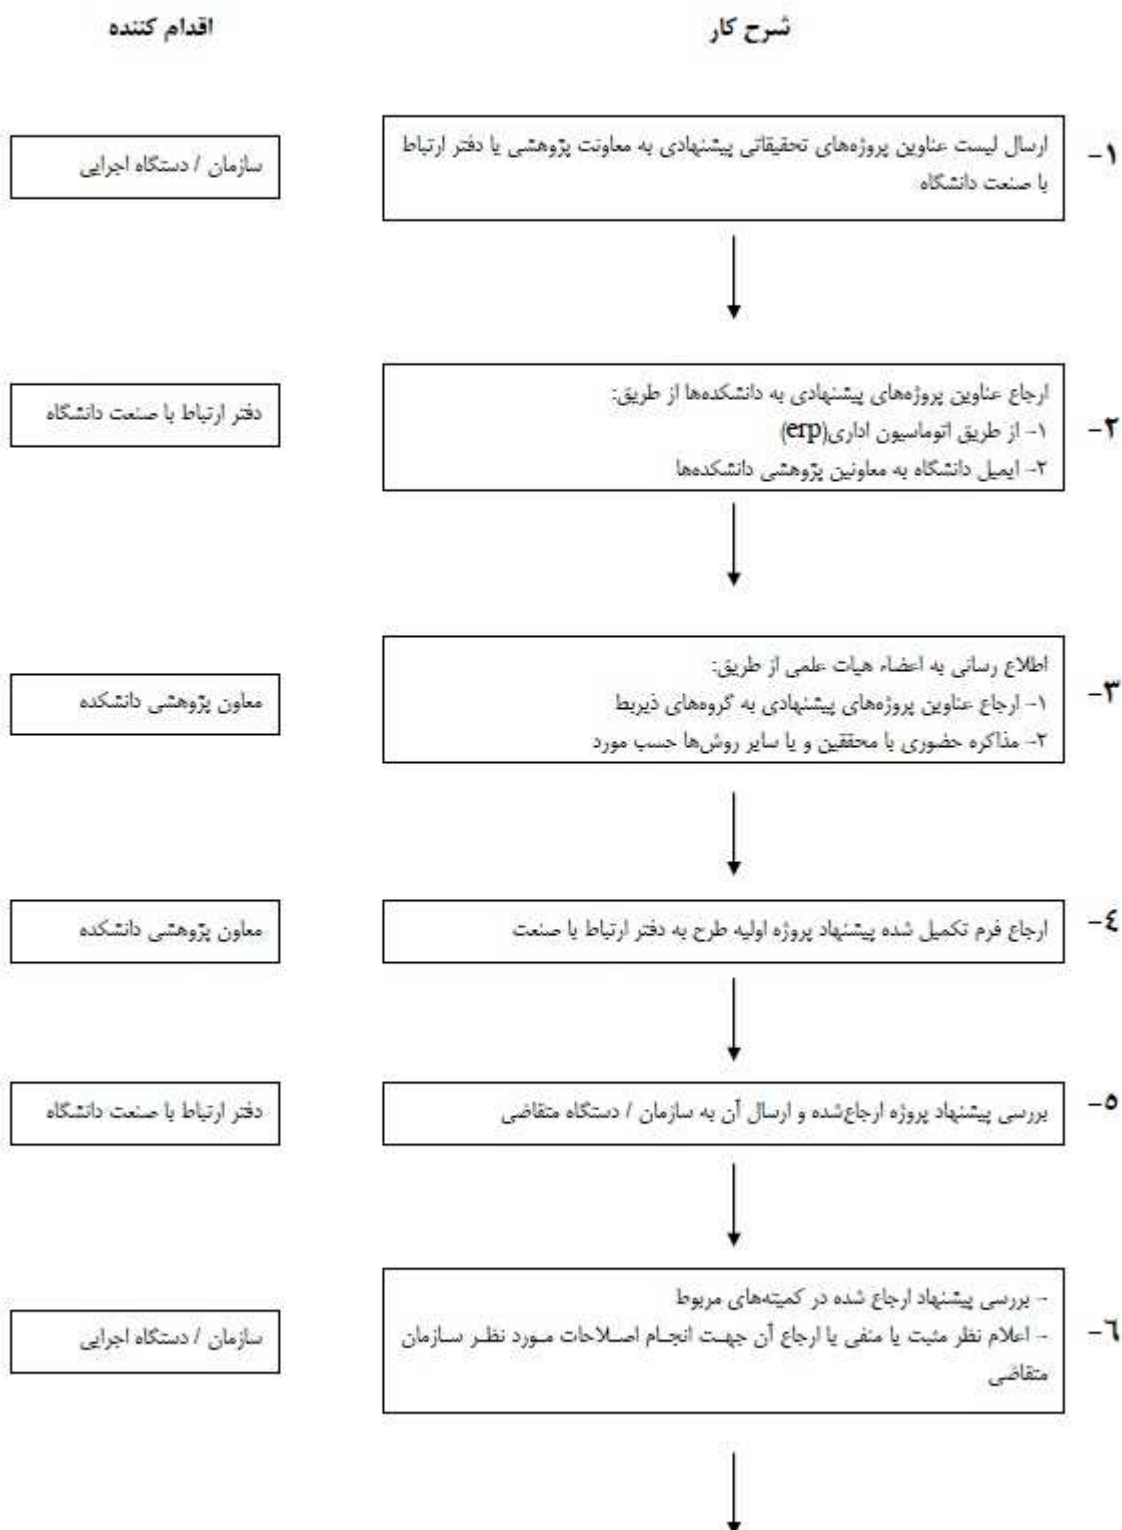 شرح کار
اقدام کننده
۱-
ارسال لیست عناوین پروژه‌های تحقیقاتی پیشنهادی به معاونت پژوهشی یا دفتر ارتباط
با صنعت دانشگاه
سازمان / دستگاه اجرایی
۲-
ارجاع عناوین پروژه‌های پیشنهادی به دانشکده‌ها از طریق:
۱- از طریق اتوماسیون اداری(erp)
۲- ایمیل دانشگاه به معاونین پژوهشی دانشکده‌ها
دفتر ارتباط با صنعت دانشگاه
۳-
اطلاع رسانی به اعضاء هیات علمی از طریق:
۱- ارجاع عناوین پروژه‌های پیشنهادی به گروه‌های ذیربط
۲- مذاکره حضوری با محققین و یا سایر روش‌ها حسب مورد
معاون پژوهشی دانشکده
٤-
ارجاع فرم تکمیل شده پیشنهاد پروژه اولیه طرح به دفتر ارتباط با صنعت
معاون پژوهشی دانشکده
٥-
بررسی پیشنهاد پروژه ارجاع‌شده و ارسال آن به سازمان / دستگاه متقاضی
دفتر ارتباط با صنعت دانشگاه
٦-
- بررسی پیشنهاد ارجاع شده در کمیته‌های مربوط
- اعلام نظر مثبت یا منفی یا ارجاع آن جهت انجام اصلاحات مورد نظر سازمان
متقاضی
سازمان / دستگاه اجرایی